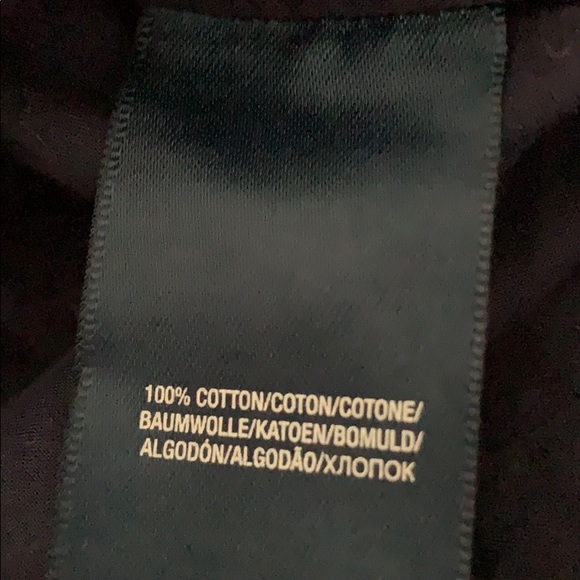 100% COTTON/COTON/COTONE/
BAUMWOLLE/KATOEN/BOMULD/
ALGODÓN/ALGODÃO/ХЛОПОК